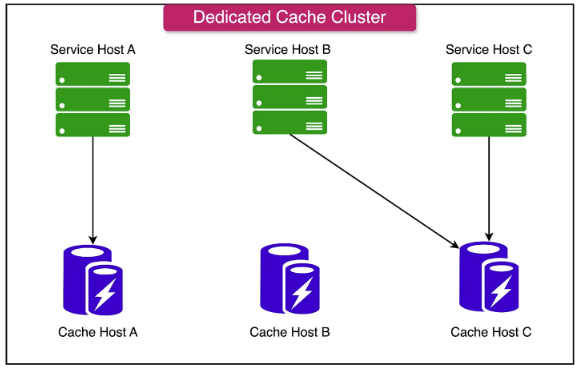 Dedicated Cache Cluster
Service Host A
Service Host B
Service Host C
Cache Host A
Cache Host B
Cache Host C